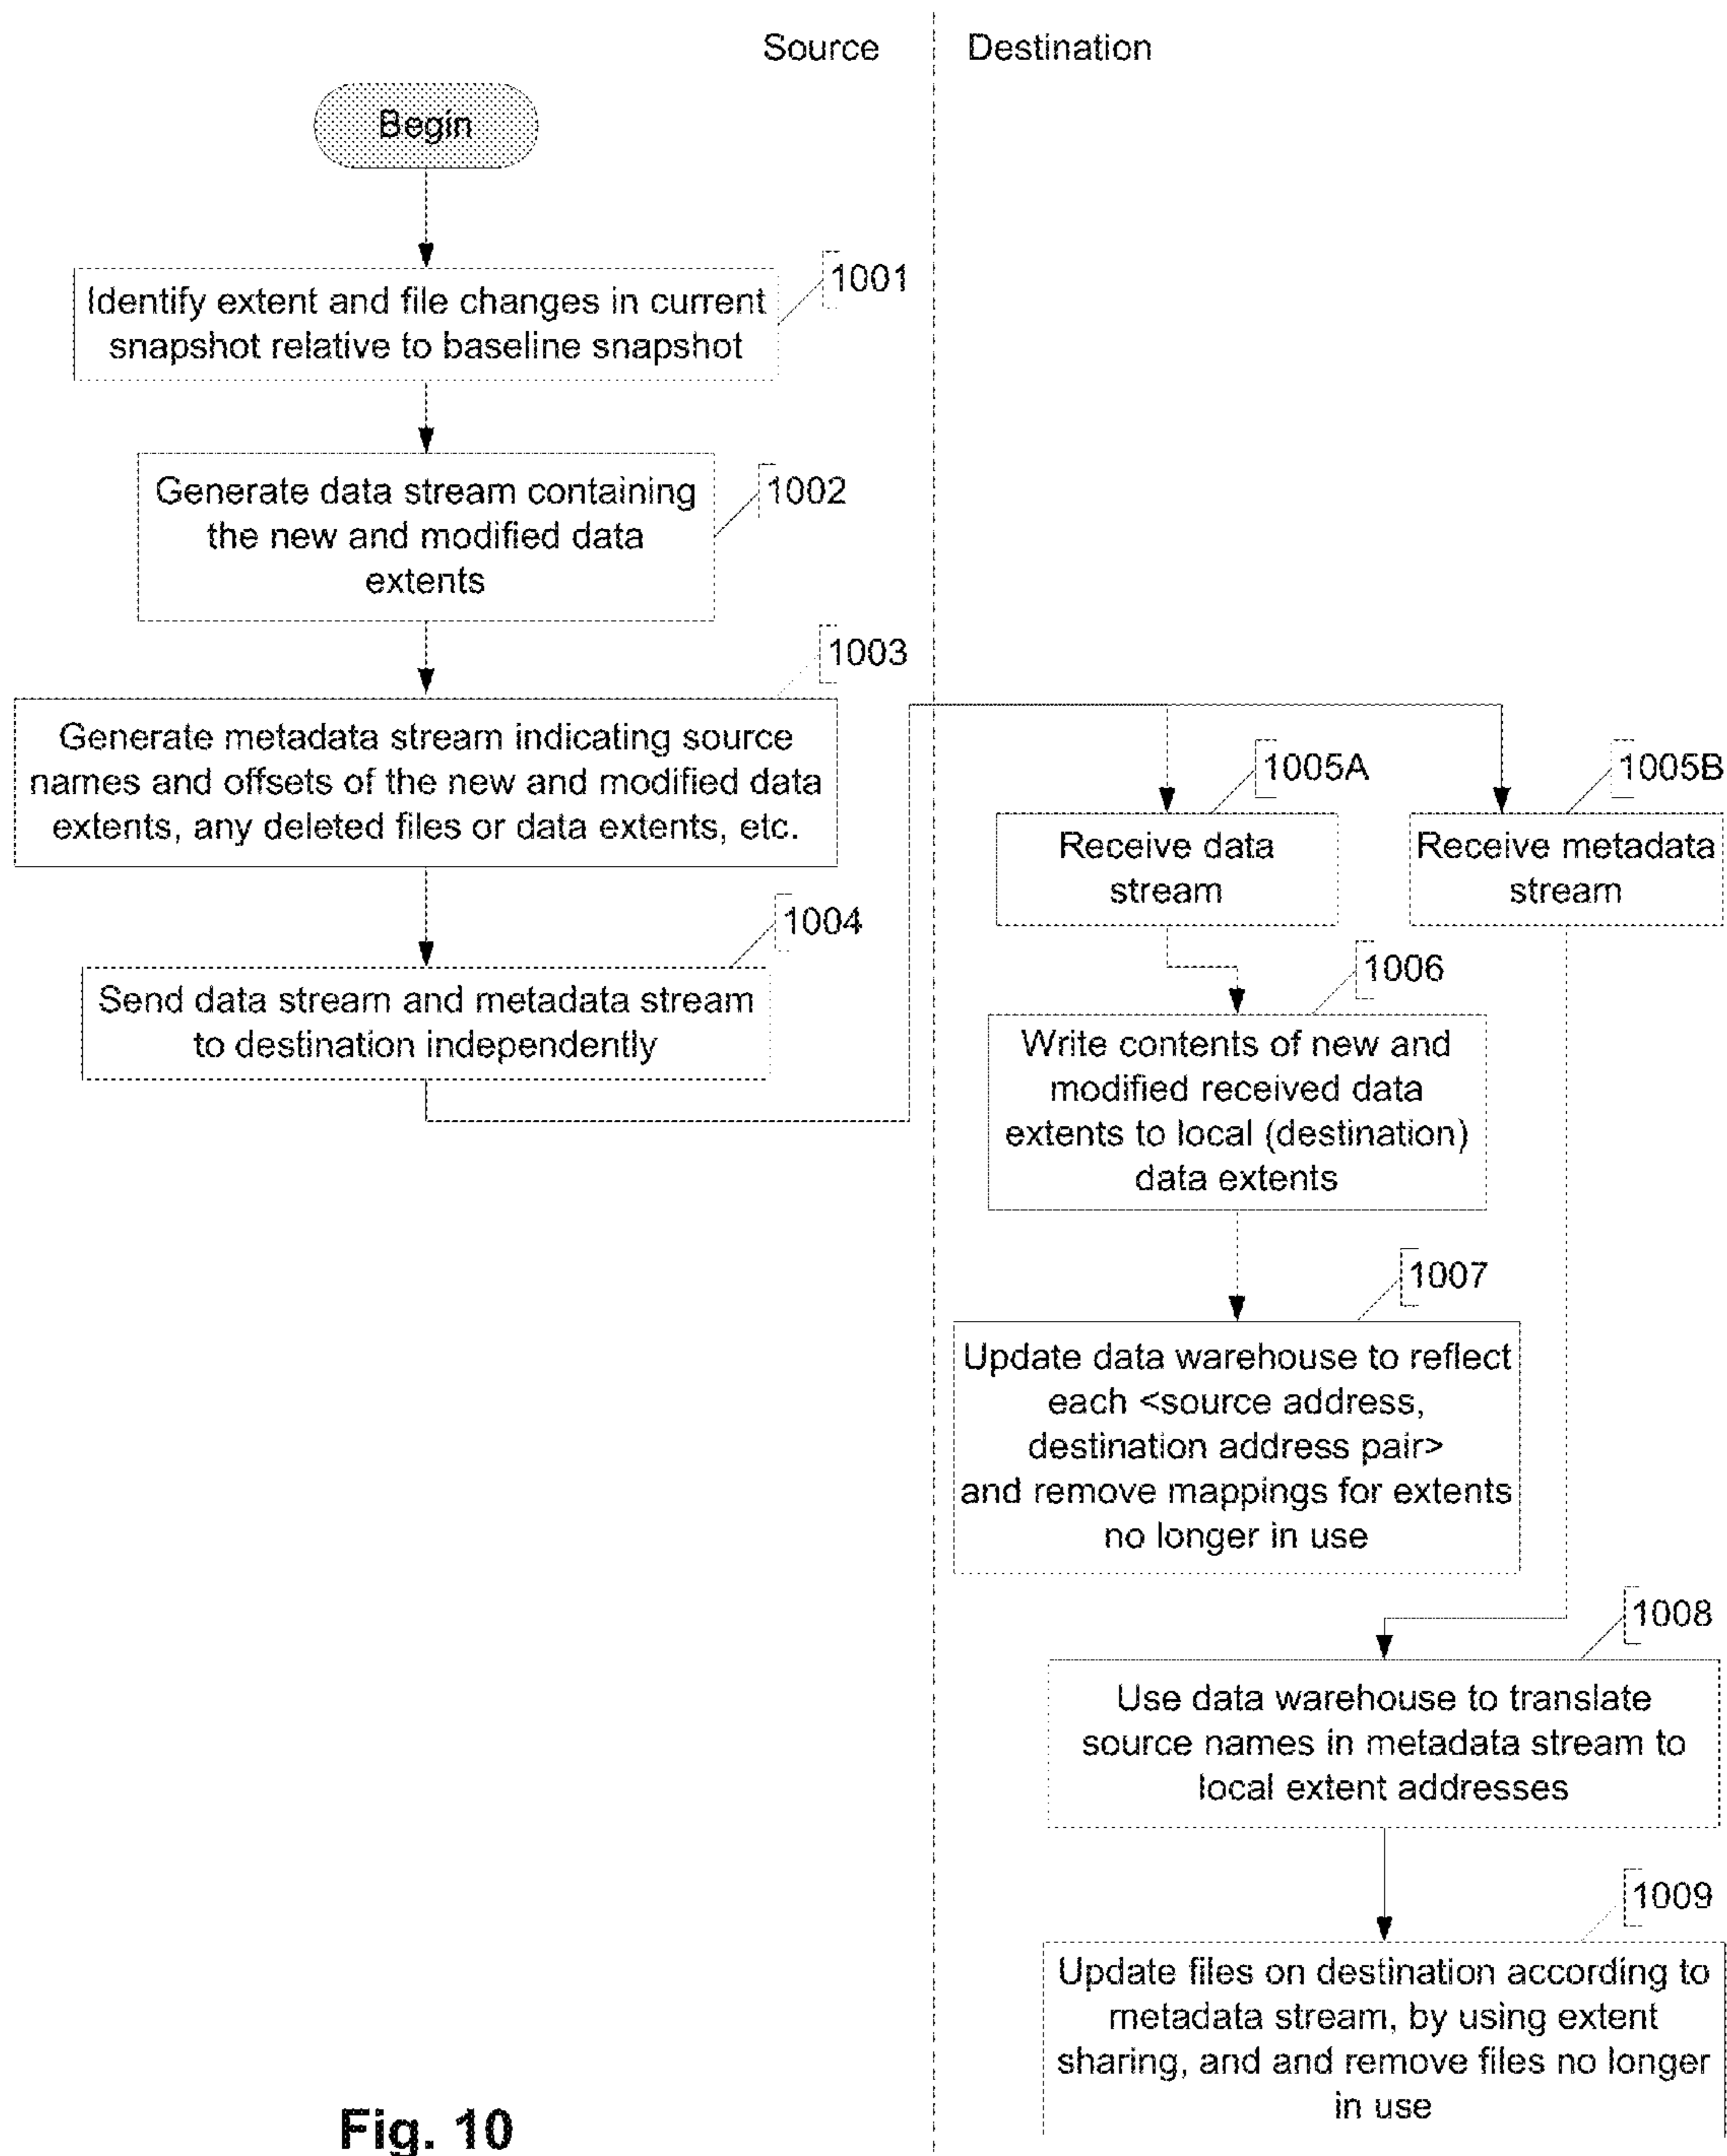 Source
Destination
Begin
1001
Identify extent and file changes in current
snapshot relative to baseline snapshot
1002
Generate data stream containing
the new and modified data
extents
1003
Generate metadata stream indicating source
names and offsets of the new and modified data
extents, any deleted files or data extents, etc.
1004
Send data stream and metadata stream
to destination independently
1005A
Receive data
stream
1005B
Receive metadata
stream
1006
Write contents of new and
modified received data
extents to local (destination)
data extents
1007
Update data warehouse to reflect
each <source address,
destination address pair>
and remove mappings for extents
no longer in use
1008
Use data warehouse to translate
source names in metadata stream to
local extent addresses
1009
Update files on destination according to
metadata stream, by using extent
sharing, and and remove files no longer
in use
Fig. 10